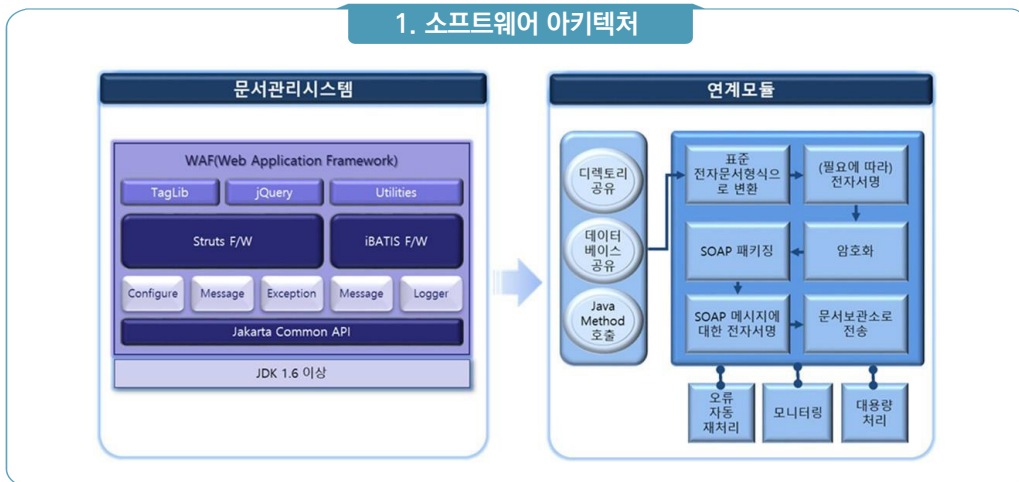 1. 소프트웨어 아키텍처
문서관리시스템
WAF(Web Application Framework)
TagLib
jQuery
Utilities
Struts F/W
iBATIS F/W
Configure
Message
Exception
Message
Logger
Jakarta Common API
JDK 1.6 이상
연계모듈
디렉토리
공유
데이터
베이스
공유
Java
Method
호출
표준
전자문서형식으
로 변환
(필요에 따라)
전자서명
SOAP 패키징
암호화
SOAP 메시지에
대한 전자서명
문서보관소로
전송
오류
자동
재처리
모니터링
대용량
처리